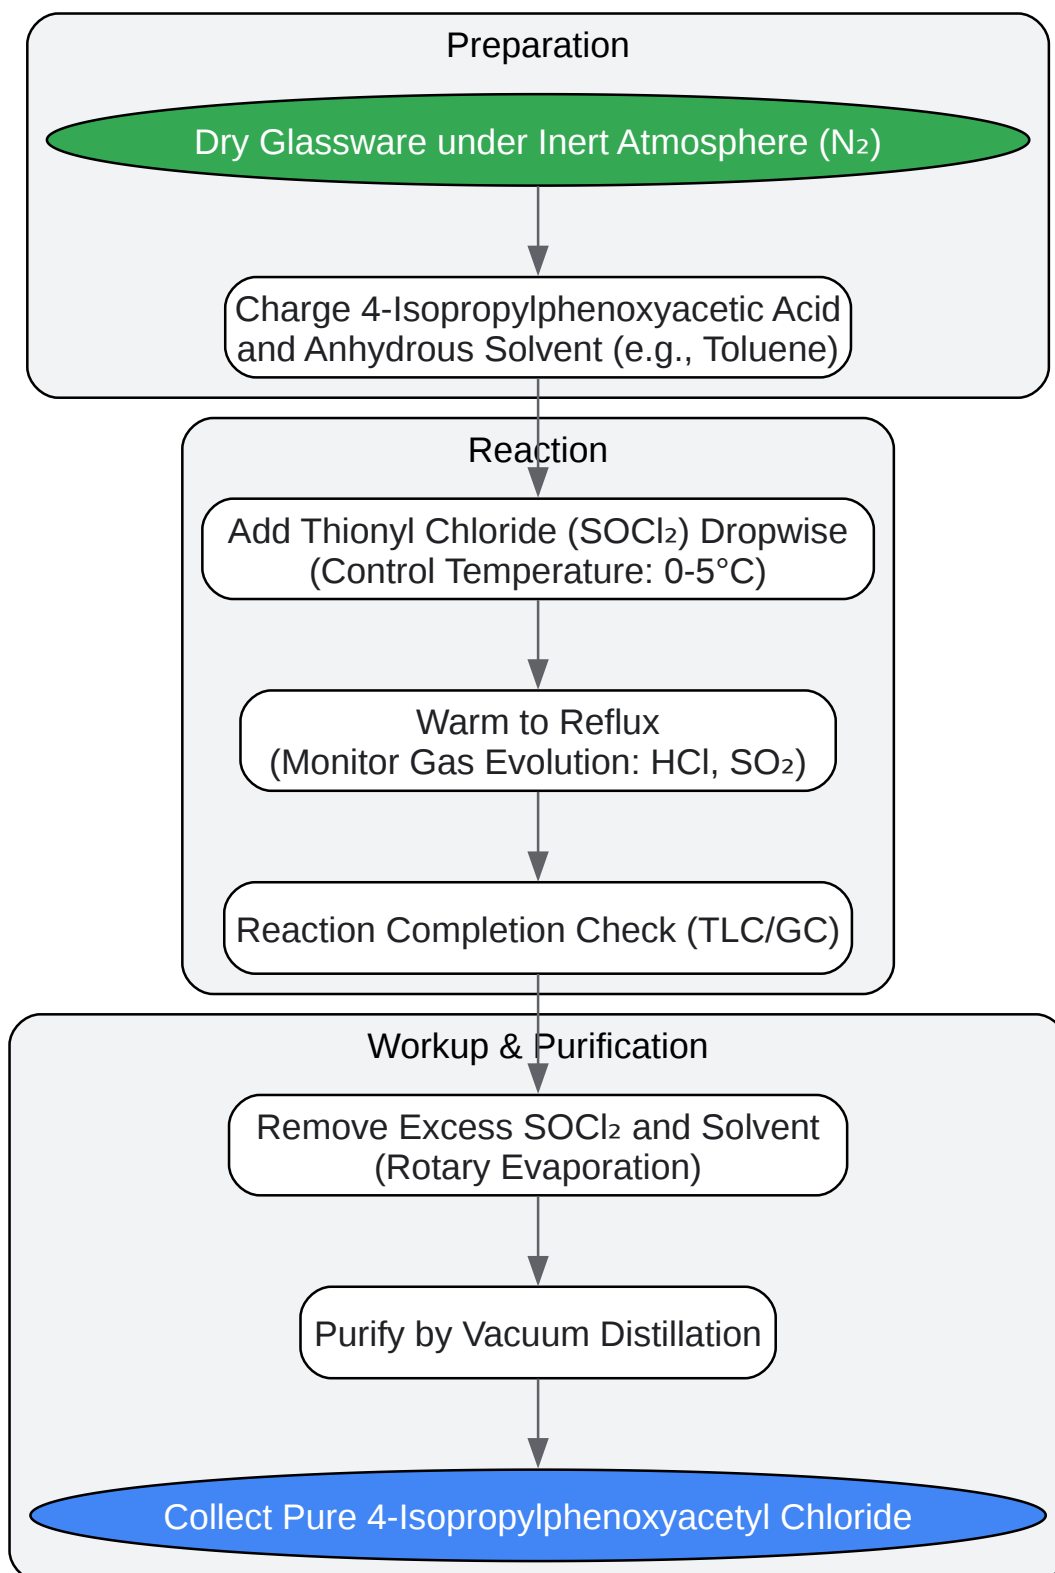 Preparation
Dry Glassware under Inert Atmosphere (N₂)
Charge 4-Isopropylphenoxyacetic Acid
and Anhydrous Solvent (e.g., Toluene)
Reaction
Add Thionyl Chloride (SOCl₂) Dropwise
(Control Temperature: 0-5°C)
Warm to Reflux
(Monitor Gas Evolution: HCl, SO₂)
Reaction Completion Check (TLC/GC)
Workup & Purification
Remove Excess SOCl₂ and Solvent
(Rotary Evaporation)
Purify by Vacuum Distillation
Collect Pure 4-Isopropylphenoxyacetyl Chloride